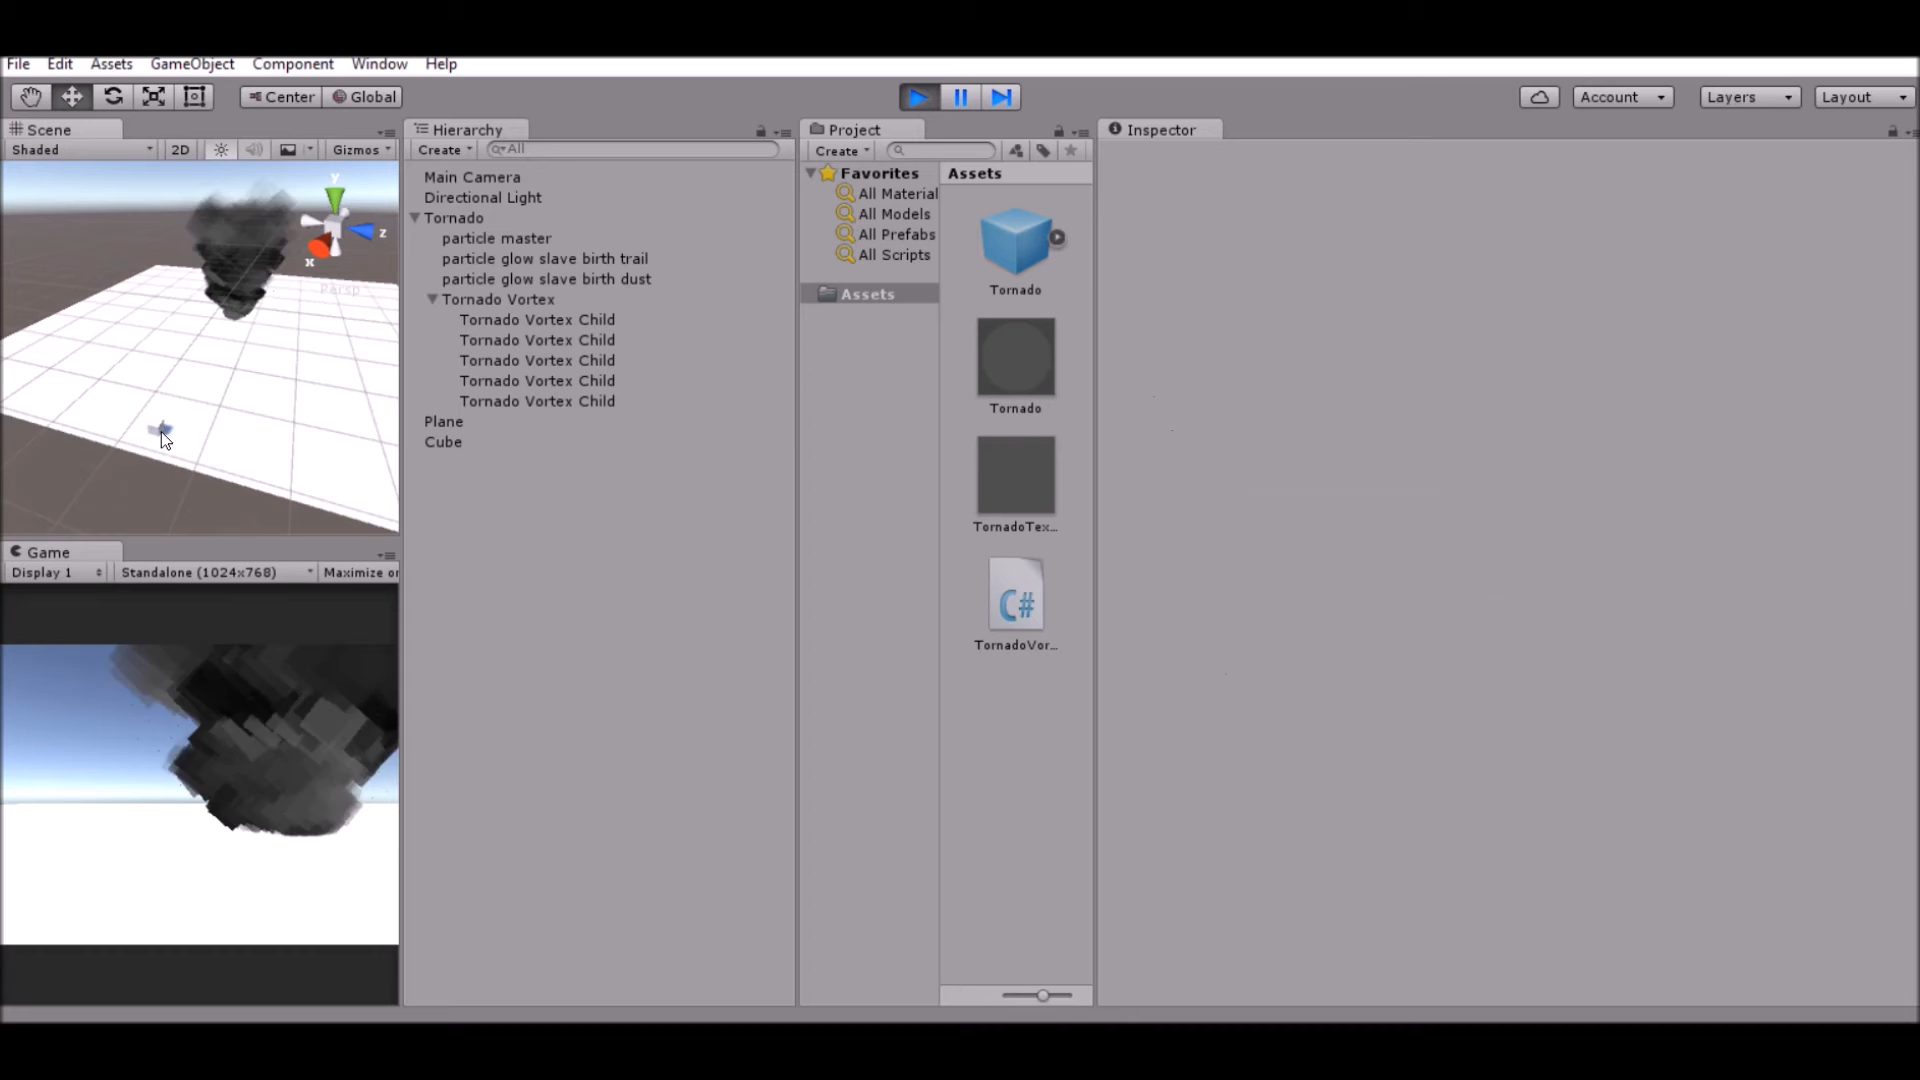 File Edit Assets GameObject Component Window Help
Center Global Account Layers Layout
Scene
Shaded 2D Gizmos
y
z
x
Persp
Hierarchy
Create All
Main Camera
Directional Light
Tornado
particle master
particle glow slave birth trail
particle glow slave birth dust
Tornado Vortex
Tornado Vortex Child
Tornado Vortex Child
Tornado Vortex Child
Tornado Vortex Child
Tornado Vortex Child
Plane
Cube
Project
Create
Favorites
All Material
All Models
All Prefabs
All Scripts
Assets
Assets
Tornado
Tornado
TornadoTex...
C#
TornadoVor...
Inspector
Game
Display 1 Standalone (1024x768) Maximize or